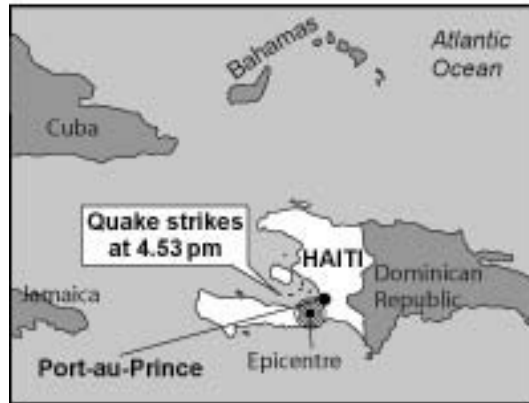 Bahamas
Atlantic
Ocean
Cuba
Quake strikes
at 4.53 pm
HAITI
Dominican
Republic
Jamaica
Port-au-Prince
Epicentre